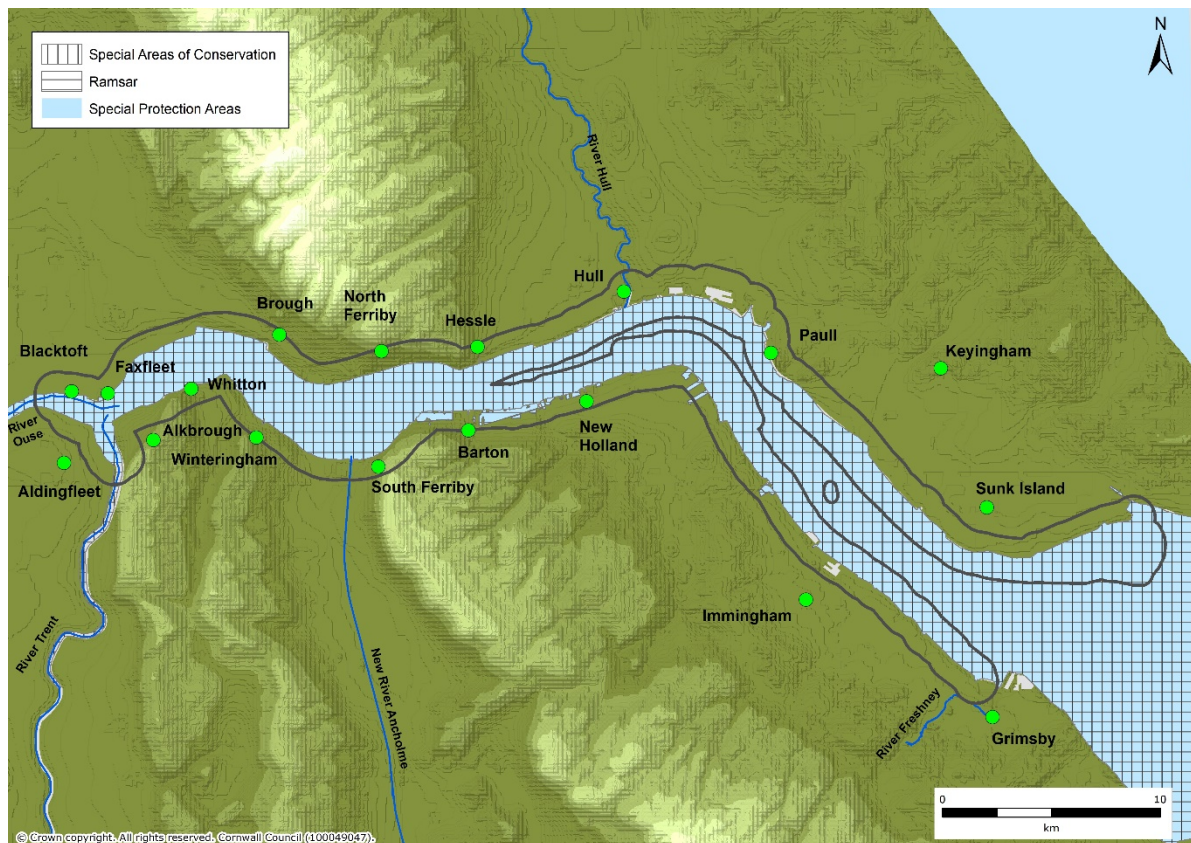 N
Special Areas of Conservation
Ramsar
Special Protection Areas
River Hull
Hull
Brough
North
Ferriby
Hessle
Paull
Keyingham
Blacktoft
Faxfleet
Whitton
River
Ouse
Alkbrough
Winteringham
New
Holland
Barton
Aldingfleet
South Ferriby
Sunk Island
Immingham
River Trent
New River Ancholme
River Freshney
Grimsby
0 10
km
© Crown copyright. All rights reserved. Cornwall Council (100049047).